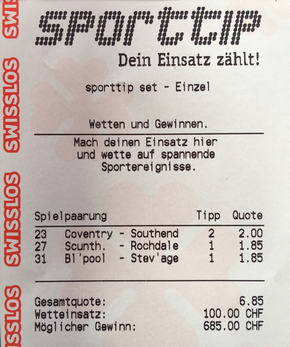 SPORTTIP
Dein Einsatz zählt!
sporttip set - Einzel
Wetten und Gewinnen.
Mach deinen Einsatz hier
und wette auf spannende
Sportereignisse.
Spielpaarung Tipp Quote
23 Coventry - Southend 2 2.00
27 Scunth. - Rochdale 1 1.85
31 Bl'pool - Stev'age 1 1.85
Gesamtquote: 6.85
Wetteinsatz: 100.00 CHF
Möglicher Gewinn: 685.00 CHF
SWISSLOS
SWISSLOS
SWISSLOS